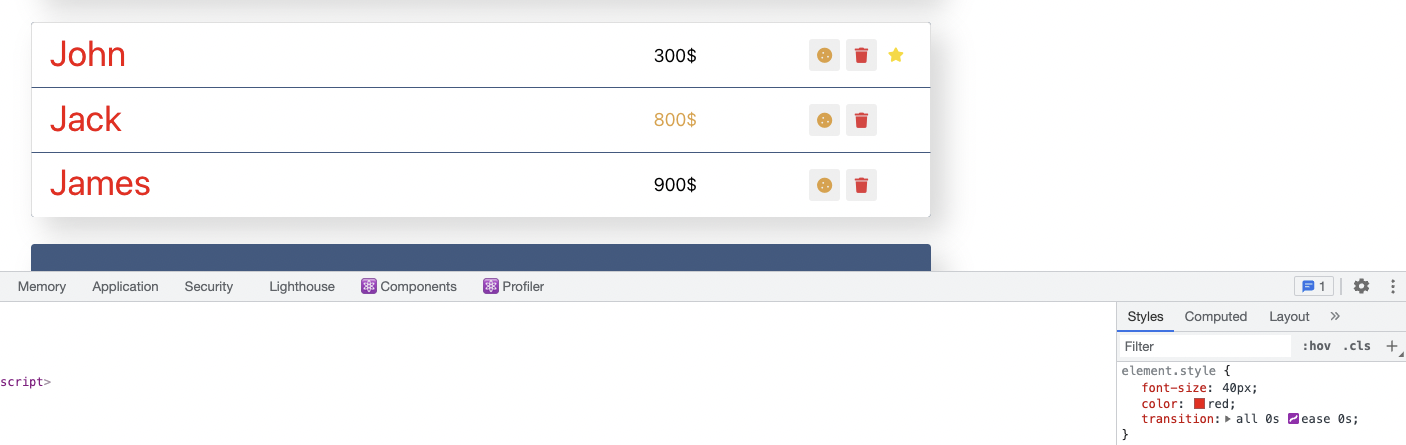 John 300$
Jack 800$
James 900$
Memory Application Security Lighthouse Components Profiler 1
Styles Computed Layout »
Filter :hov .cls +
script>
element.style {
font-size: 40px;
color: red;
transition: all 0s ease 0s;
}